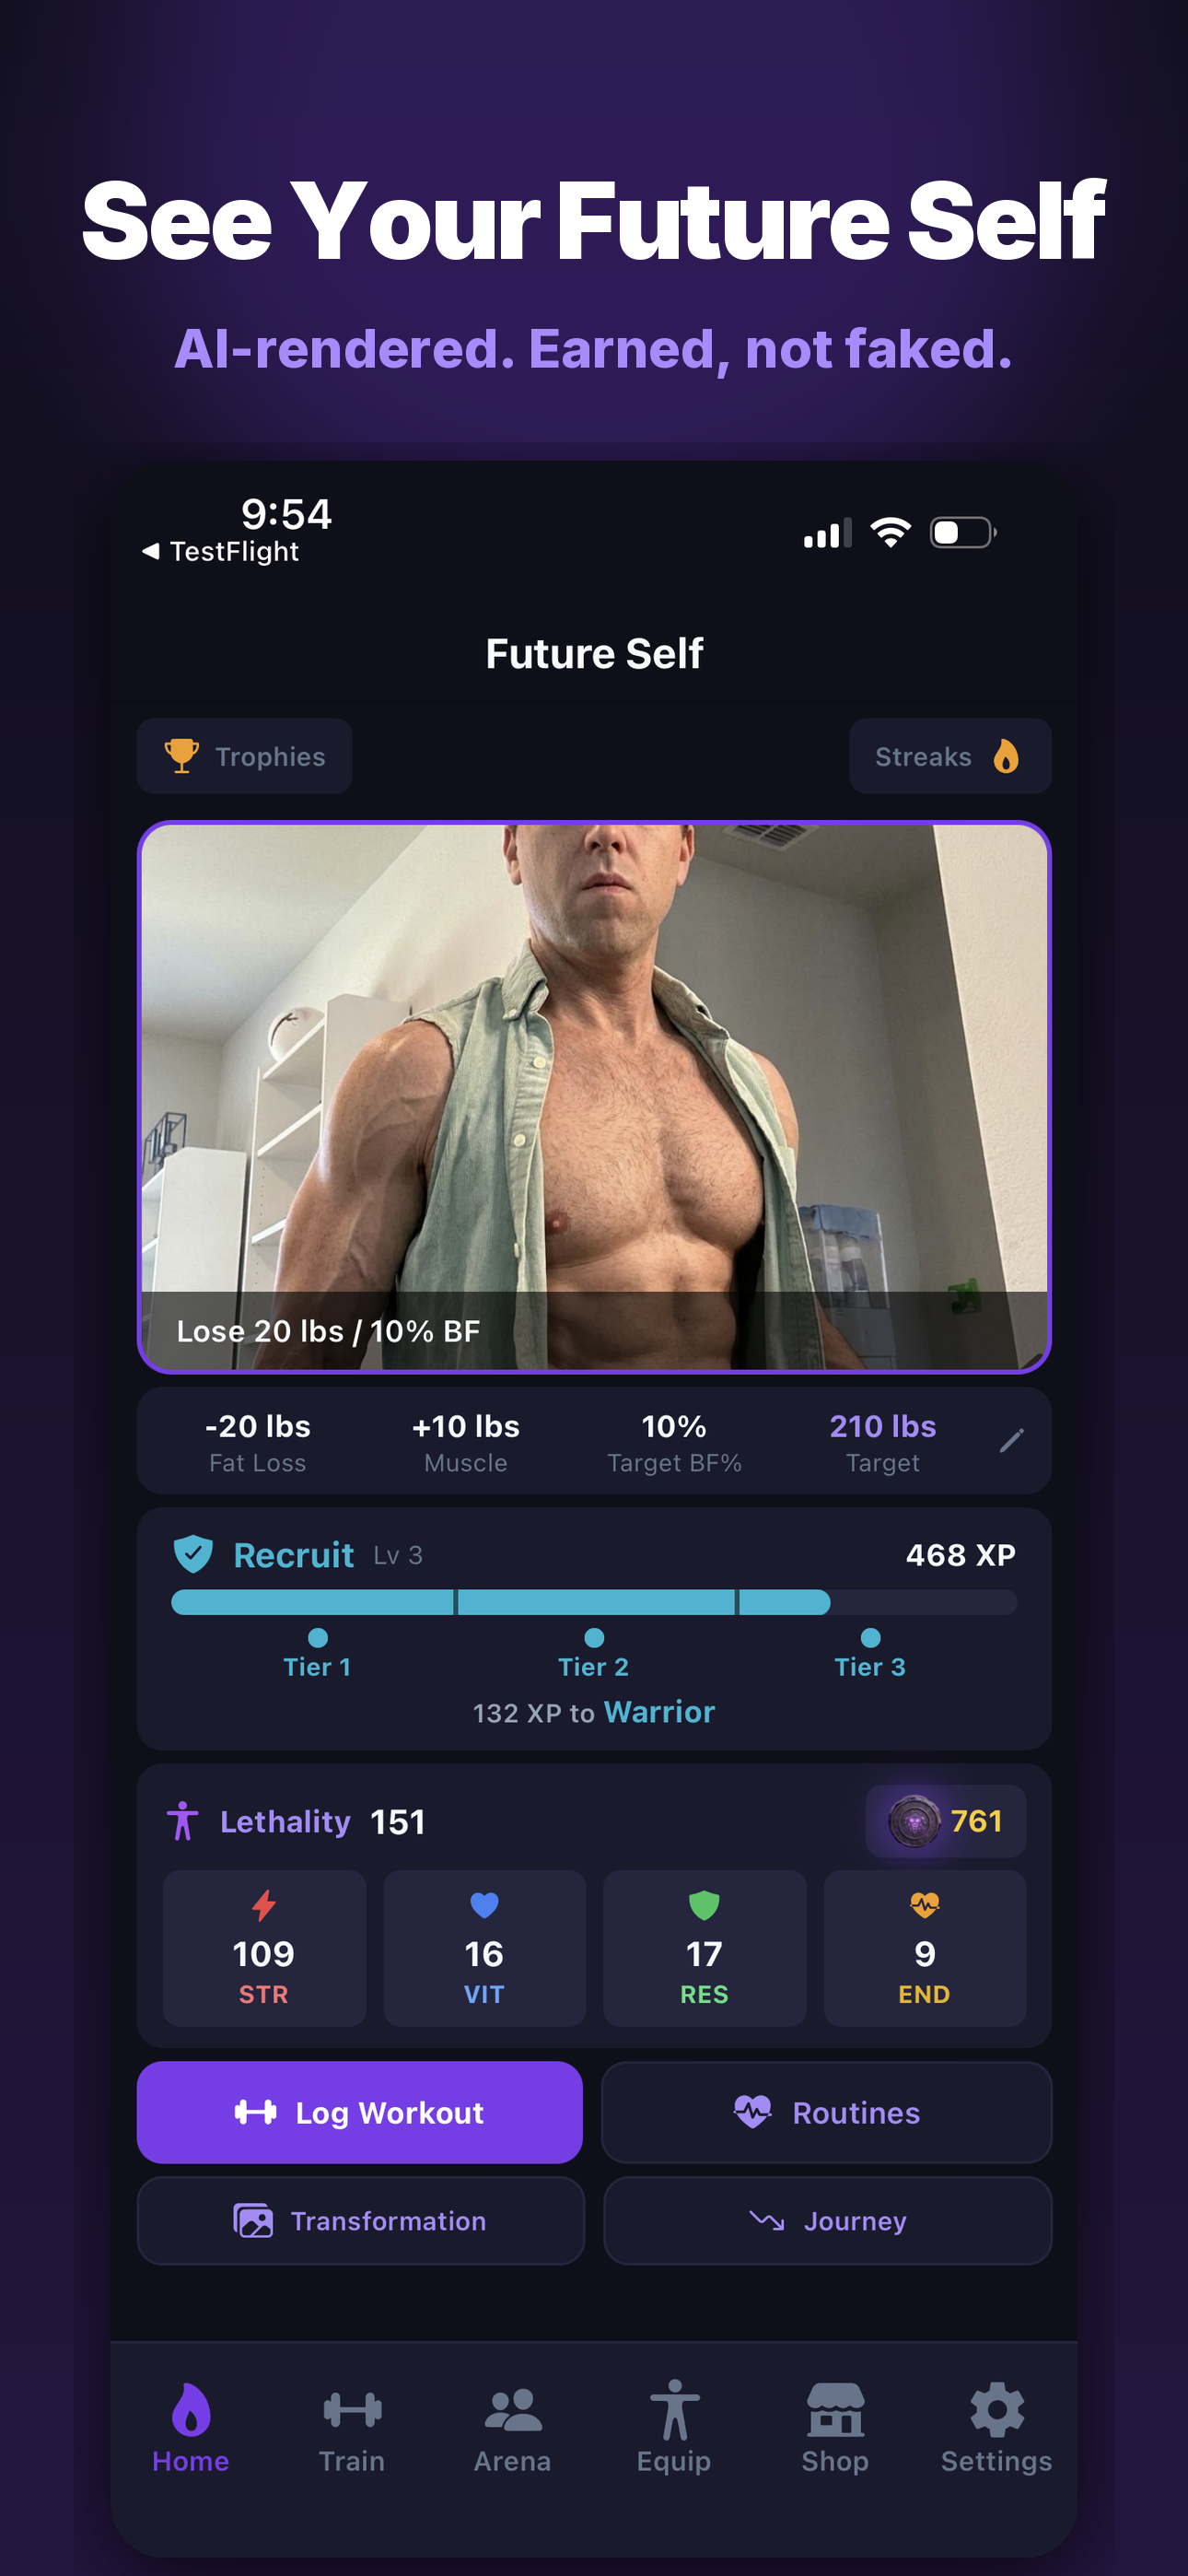 See Your Future Self
AI-rendered. Earned, not faked.
9:54
TestFlight
Future Self
Trophies
Streaks
Lose 20 lbs / 10% BF
-20 lbs +10 lbs 10% 210 lbs
Fat Loss Muscle Target BF% Target
Recruit Lv 3 468 XP
Tier 1 Tier 2 Tier 3
132 XP to Warrior
Lethality 151 761
109 16 17 9
STR VIT RES END
Log Workout Routines
Transformation Journey
Home Train Arena Equip Shop Settings